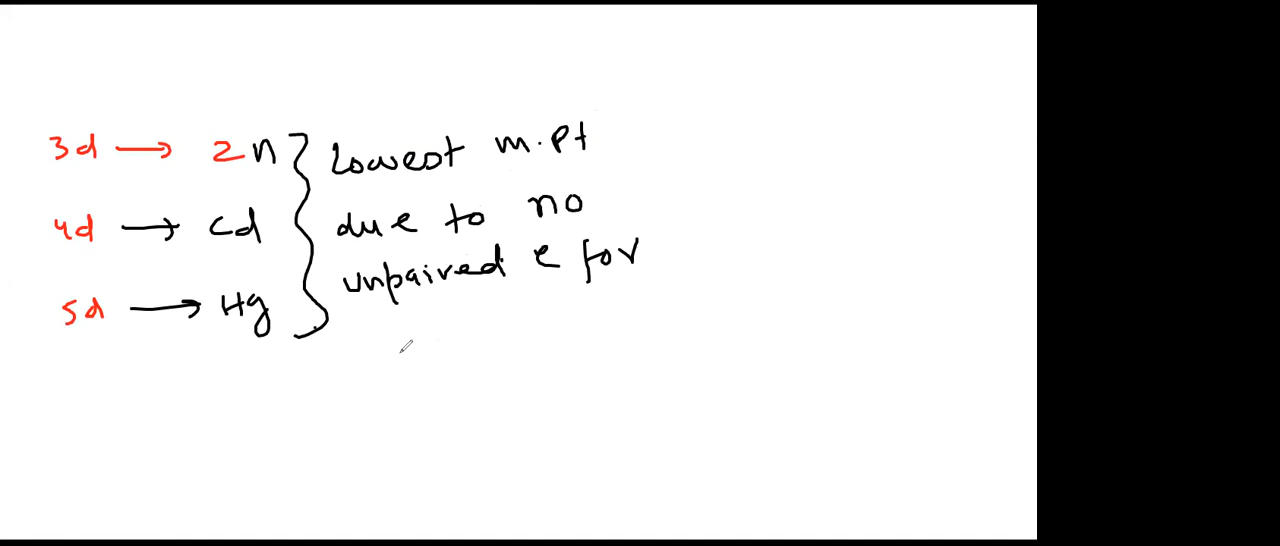 3d → Zn } Lowest m.pt
4d → Cd due to no
unpaired e for
5d → Hg